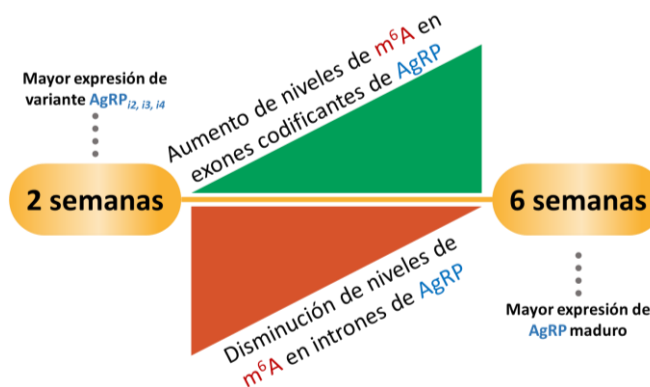 Mayor expresión de
variante AgRPi2, i3, i4
Aumento de niveles de m⁶A en
exones codificantes de AgRP
2 semanas
6 semanas
Disminución de niveles de
m⁶A en intrones de AgRP
Mayor expresión de
AgRP maduro